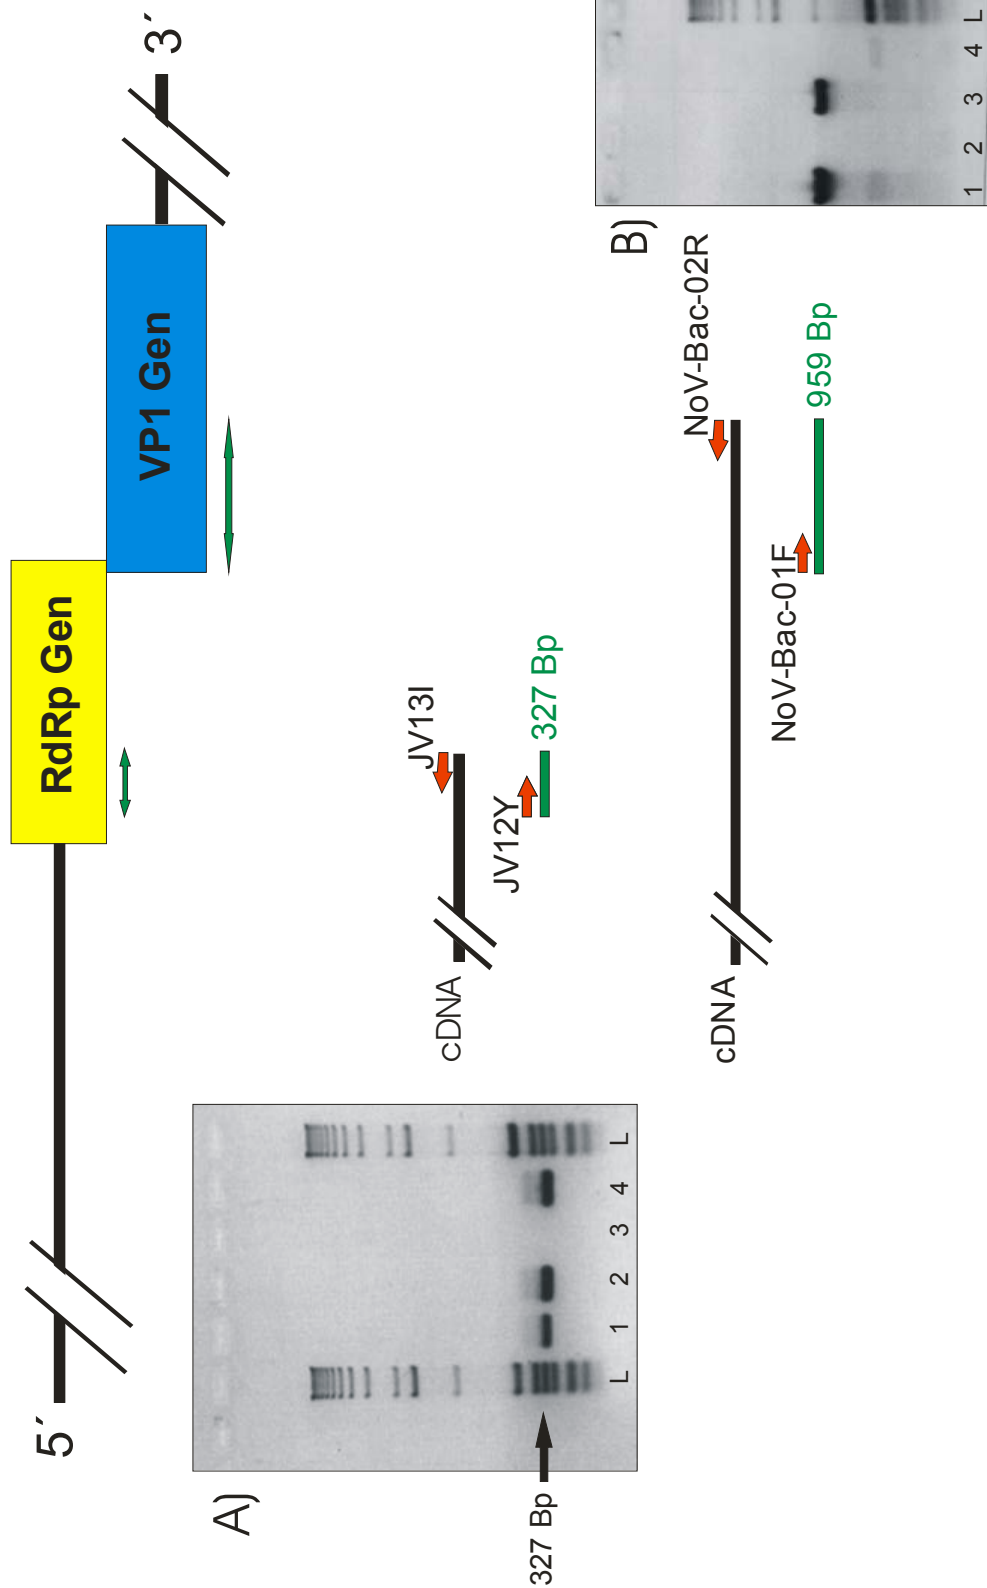 5´
RdRp Gen
VP1 Gen
3´
A)
327 Bp
L 1 2 3 4 L
cDNA
JV13I
JV12Y
327 Bp
cDNA
NoV-Bac-02R
NoV-Bac-01F
959 Bp
B)
1 2 3 4 L